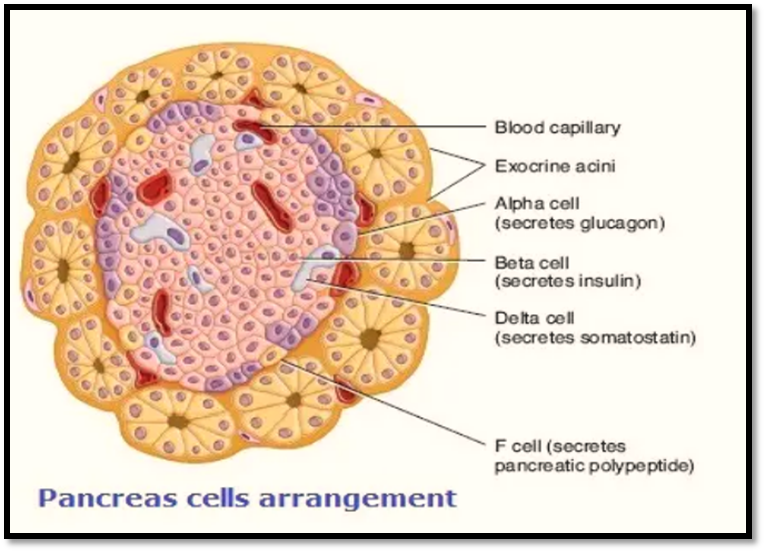 Blood capillary
Exocrine acini
Alpha cell
(secretes glucagon)
Beta cell
(secretes insulin)
Delta cell
(secretes somatostatin)
F cell (secretes
pancreatic polypeptide)
Pancreas cells arrangement